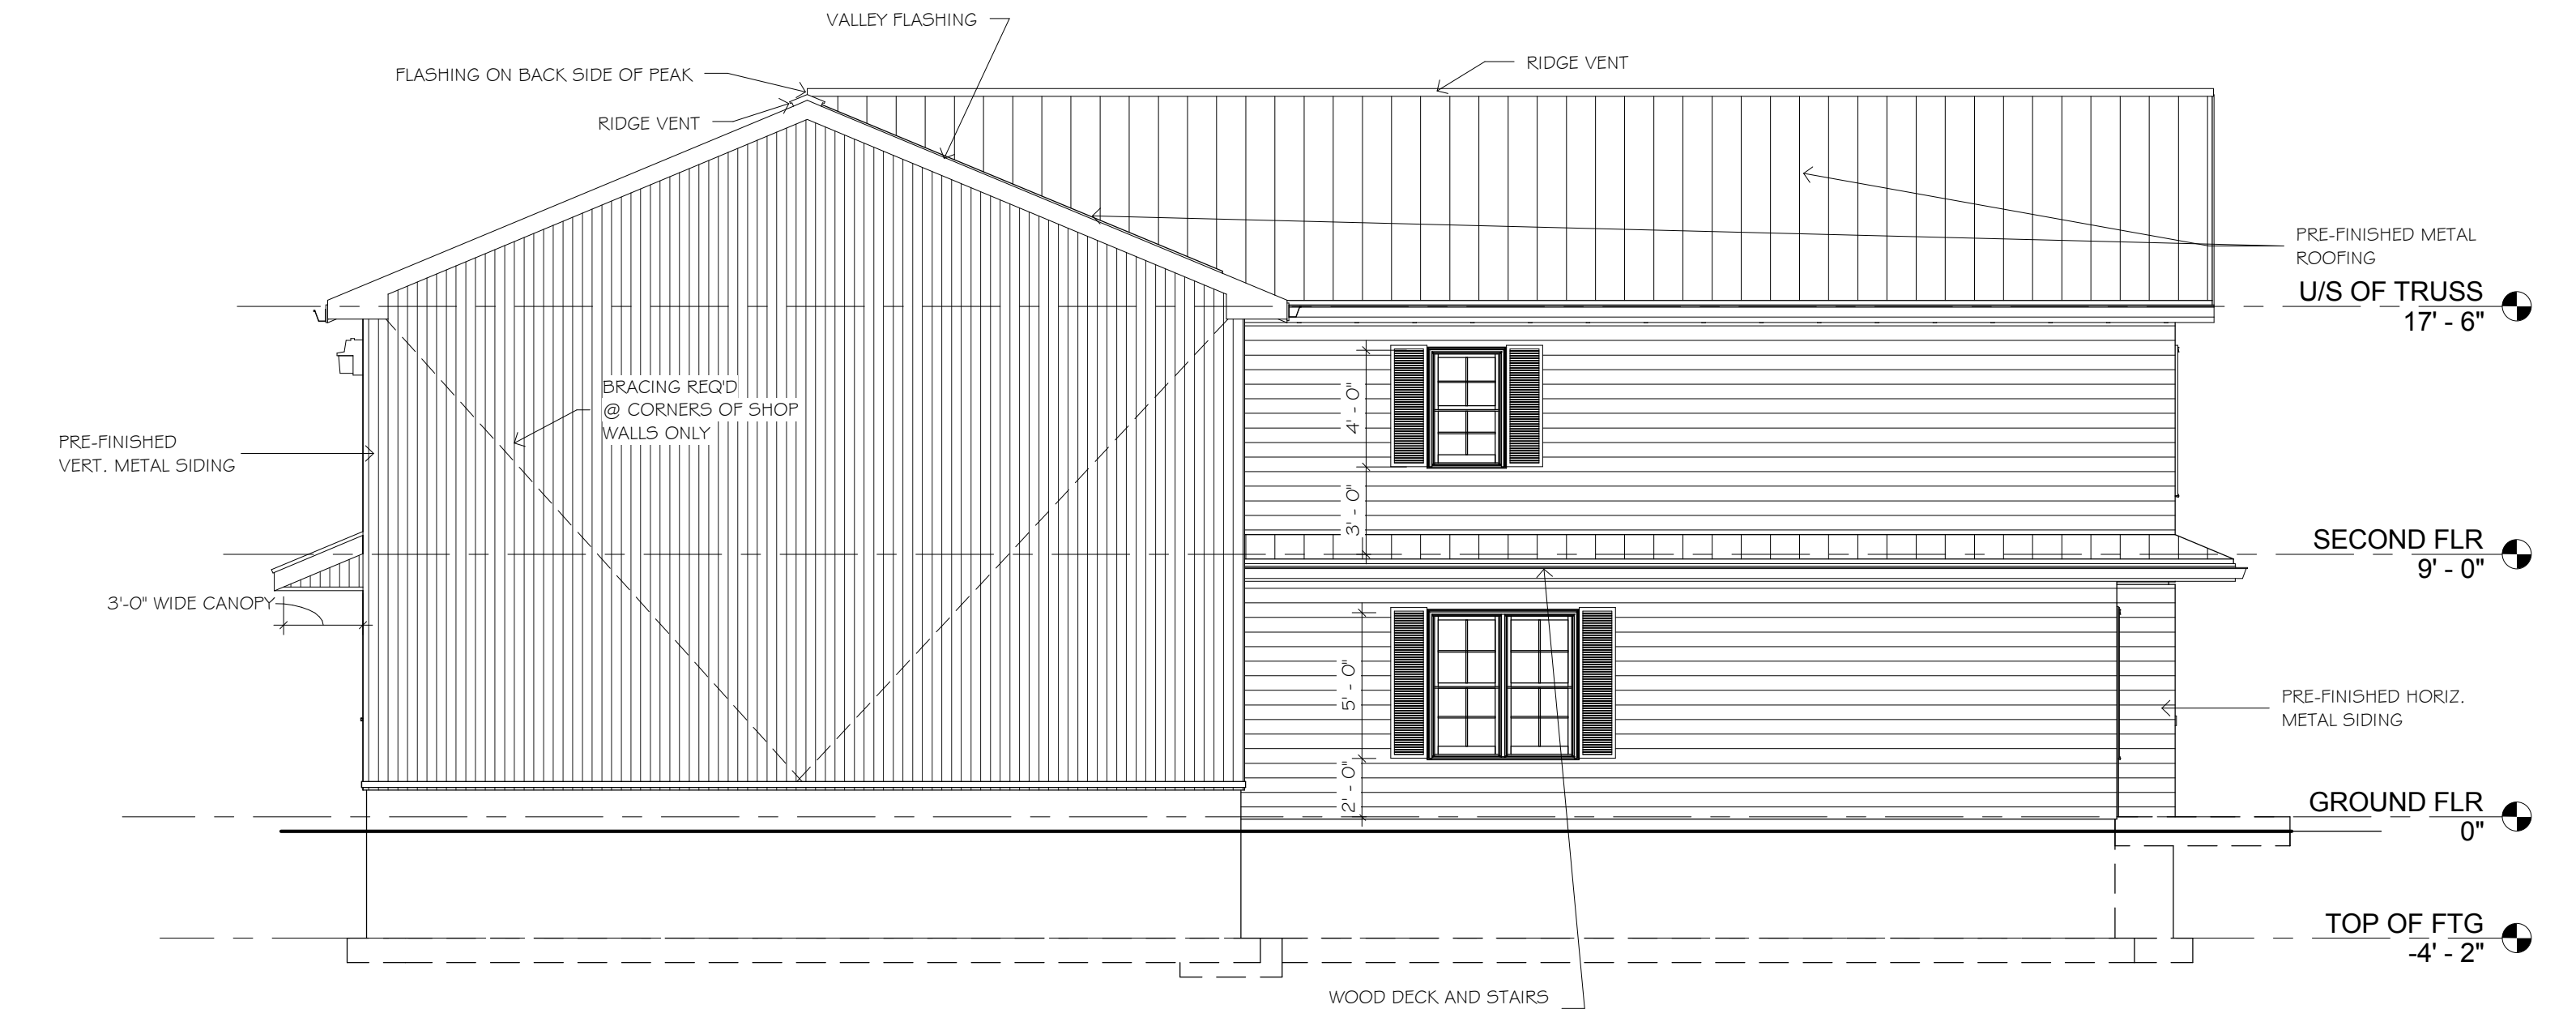 VALLEY FLASHING
FLASHING ON BACK SIDE OF PEAK
RIDGE VENT
RIDGE VENT
PRE-FINISHED METAL
ROOFING
U/S OF TRUSS
17' - 6"
BRACING REQ'D
@ CORNERS OF SHOP
WALLS ONLY
4' - 0"
PRE-FINISHED
VERT. METAL SIDING
3' - 0"
SECOND FLR
9' - 0"
3'-0" WIDE CANOPY
5' - 0"
PRE-FINISHED HORIZ.
METAL SIDING
2' - 0"
GROUND FLR
0"
TOP OF FTG
-4' - 2"
WOOD DECK AND STAIRS